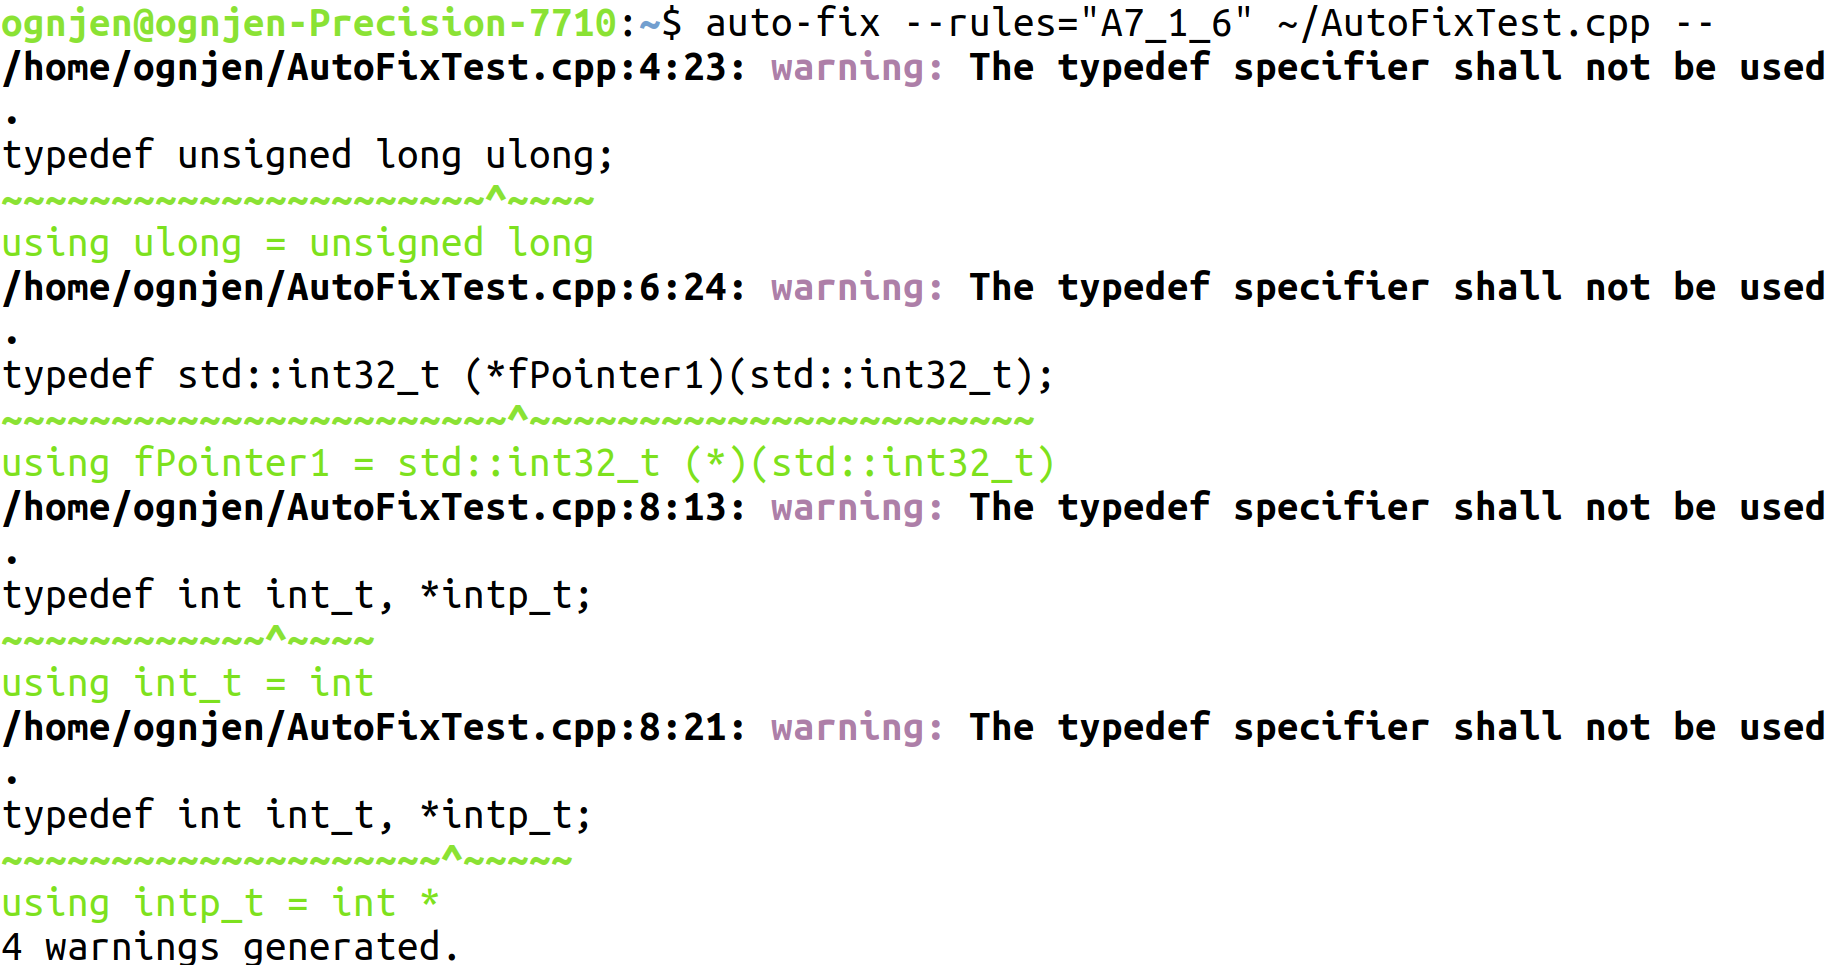 ognjen@ognjen-Precision-7710:~$ auto-fix --rules="A7_1_6" ~/AutoFixTest.cpp --
/home/ognjen/AutoFixTest.cpp:4:23: warning: The typedef specifier shall not be used
.
typedef unsigned long ulong;
~~~~~~~~~~~~~~~~~~~~~~^~~~~
using ulong = unsigned long
/home/ognjen/AutoFixTest.cpp:6:24: warning: The typedef specifier shall not be used
.
typedef std::int32_t (*fPointer1)(std::int32_t);
~~~~~~~~~~~~~~~~~~~~~~~^~~~~~~~~~~~~~~~~~~~~~~~
using fPointer1 = std::int32_t (*)(std::int32_t)
/home/ognjen/AutoFixTest.cpp:8:13: warning: The typedef specifier shall not be used
.
typedef int int_t, *intp_t;
~~~~~~~~~~~~^~~~~
using int_t = int
/home/ognjen/AutoFixTest.cpp:8:21: warning: The typedef specifier shall not be used
.
typedef int int_t, *intp_t;
~~~~~~~~~~~~~~~~~~~~^~~~~~
using intp_t = int *
4 warnings generated.